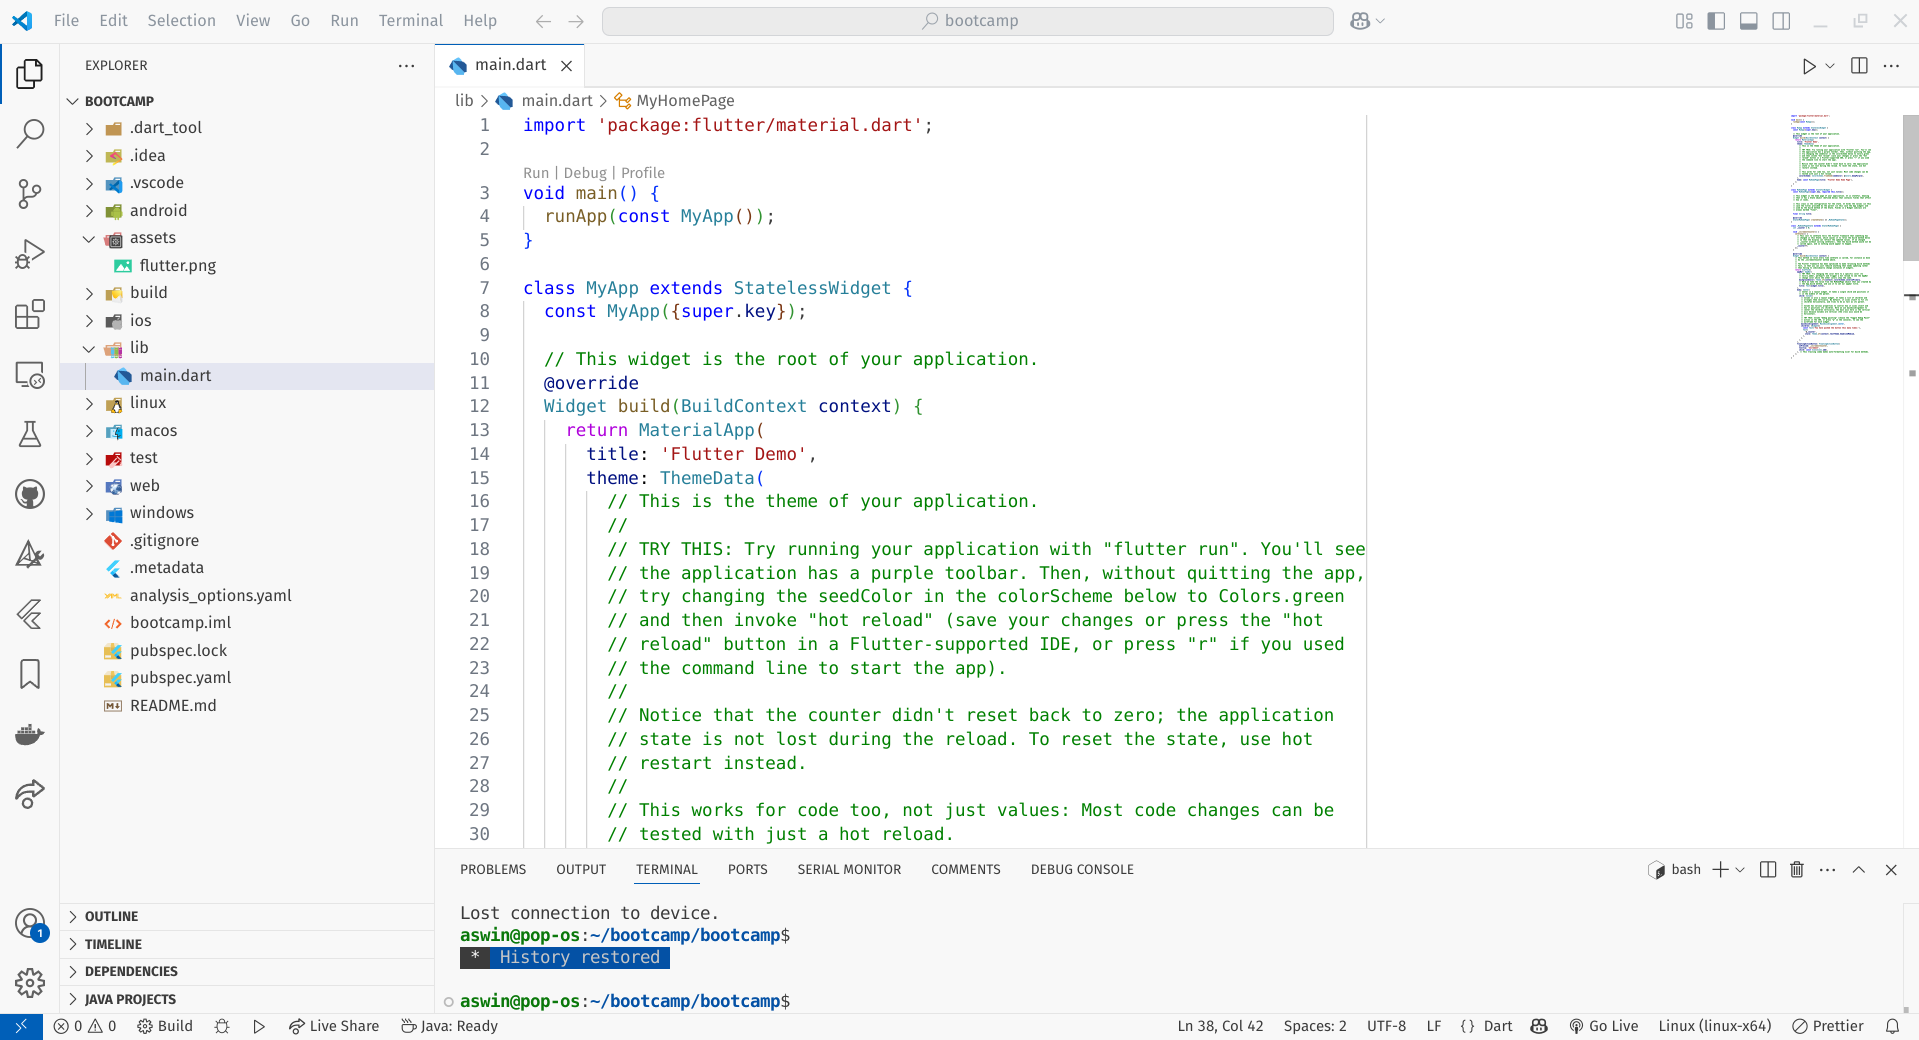 File Edit Selection View Go Run Terminal Help
bootcamp
EXPLORER
BOOTCAMP
.dart_tool
.idea
.vscode
android
assets
flutter.png
build
ios
lib
main.dart
linux
macos
test
web
windows
.gitignore
.metadata
analysis_options.yaml
bootcamp.iml
pubspec.lock
pubspec.yaml
README.md
OUTLINE
TIMELINE
DEPENDENCIES
JAVA PROJECTS
1
main.dart
lib > main.dart > MyHomePage
1 import 'package:flutter/material.dart';
2
Run | Debug | Profile
3 void main() {
4 runApp(const MyApp());
5 }
6
7 class MyApp extends StatelessWidget {
8 const MyApp({super.key});
9
10 // This widget is the root of your application.
11 @override
12 Widget build(BuildContext context) {
13 return MaterialApp(
14 title: 'Flutter Demo',
15 theme: ThemeData(
16 // This is the theme of your application.
17 //
18 // TRY THIS: Try running your application with "flutter run". You'll see
19 // the application has a purple toolbar. Then, without quitting the app,
20 // try changing the seedColor in the colorScheme below to Colors.green
21 // and then invoke "hot reload" (save your changes or press the "hot
22 // reload" button in a Flutter-supported IDE, or press "r" if you used
23 // the command line to start the app).
24 //
25 // Notice that the counter didn't reset back to zero; the application
26 // state is not lost during the reload. To reset the state, use hot
27 // restart instead.
28 //
29 // This works for code too, not just values: Most code changes can be
30 // tested with just a hot reload.
PROBLEMS OUTPUT TERMINAL PORTS SERIAL MONITOR COMMENTS DEBUG CONSOLE
bash
Lost connection to device.
aswin@pop-os:~/bootcamp/bootcamp$
* History restored
aswin@pop-os:~/bootcamp/bootcamp$
0 0 Build Live Share Java: Ready
Ln 38, Col 42 Spaces: 2 UTF-8 LF {} Dart Go Live Linux (linux-x64) Prettier